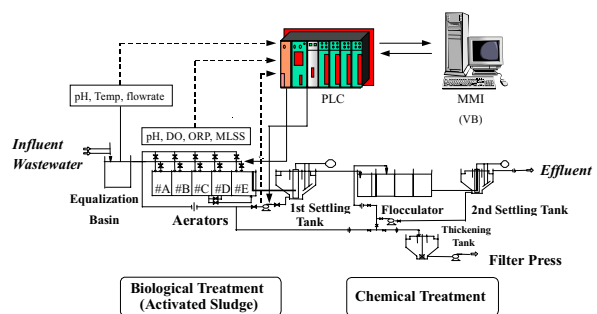 PLC
MMI
(VB)
pH, Temp, flowrate
pH, DO, ORP, MLSS
Influent
Wastewater
#A #B #C #D #E
Equalization
Basin
Aerators
1st Settling
Tank
Flocculator
2nd Settling Tank
Effluent
Thickening
Tank
Filter Press
Biological Treatment
(Activated Sludge)
Chemical Treatment